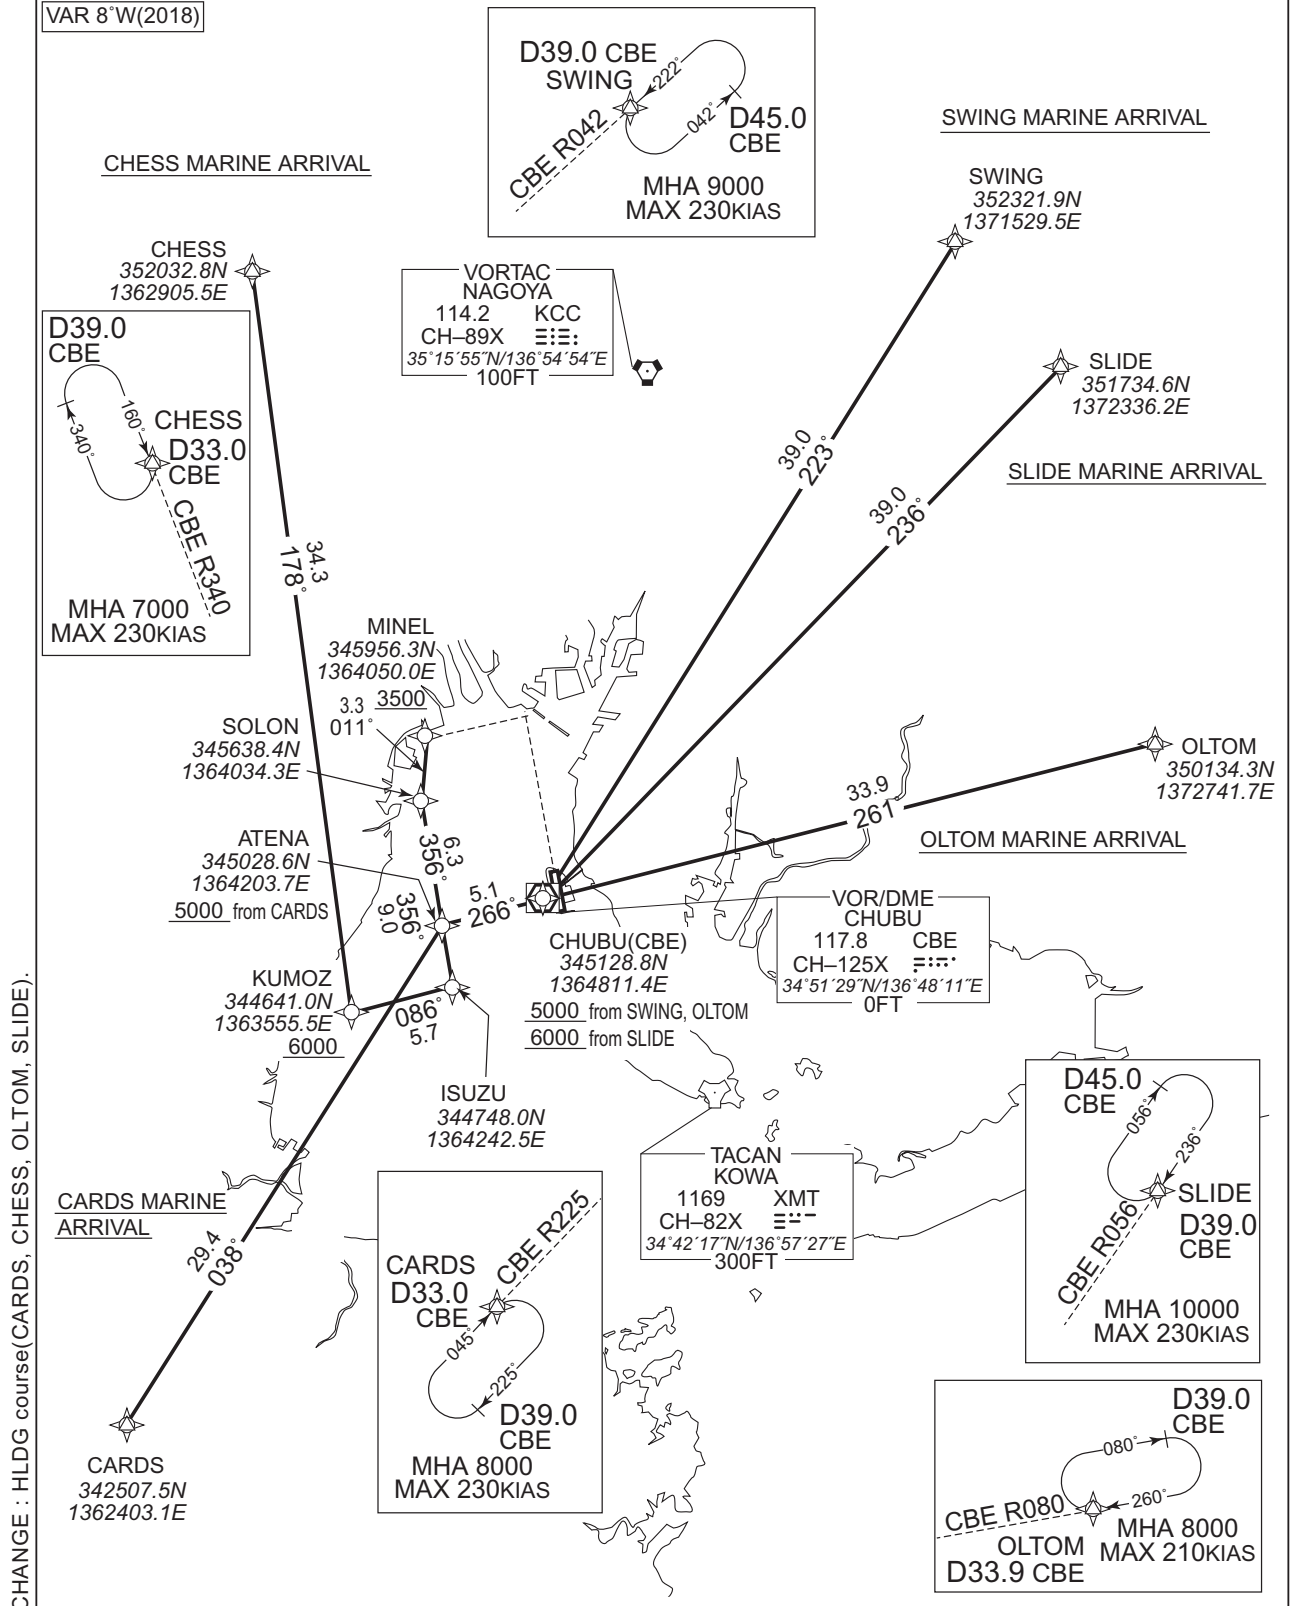 VAR 8°W(2018)
D39.0 CBE
SWING
222°
042°
D45.0
CBE
CBE R042
MHA 9000
MAX 230KIAS
SWING MARINE ARRIVAL
CHESS MARINE ARRIVAL
SWING
352321.9N
1371529.5E
CHESS
352032.8N
1362905.5E
VORTAC
NAGOYA
114.2 KCC
CH–89X
35°15′55″N/136°54′54″E
100FT
D39.0
CBE
160°
340°
CHESS
D33.0
CBE
CBE R340
MHA 7000
MAX 230KIAS
SLIDE
351734.6N
1372336.2E
39.0
223°
SLIDE MARINE ARRIVAL
39.0
236°
34.3
178°
MINEL
345956.3N
1364050.0E
3500
3.3
011°
SOLON
345638.4N
1364034.3E
OLTOM
350134.3N
1372741.7E
33.9
261°
OLTOM MARINE ARRIVAL
6.3
356°
ATENA
345028.6N
1364203.7E
5000 from CARDS
356°
9.0
5.1
266°
VOR/DME
CHUBU
117.8 CBE
CH–125X
34°51′29″N/136°48′11″E
0FT
CHUBU(CBE)
345128.8N
1364811.4E
5000 from SWING, OLTOM
6000 from SLIDE
KUMOZ
344641.0N
1363555.5E
6000
086°
5.7
ISUZU
344748.0N
1364242.5E
D45.0
CBE
056°
236°
SLIDE
D39.0
CBE
CBE R056
MHA 10000
MAX 230KIAS
TACAN
KOWA
1169 XMT
CH–82X
34°42′17″N/136°57′27″E
300FT
CARDS MARINE
ARRIVAL
29.4
038°
CBE R225
CARDS
D33.0
CBE
045°
225°
D39.0
CBE
MHA 8000
MAX 230KIAS
CARDS
342507.5N
1362403.1E
D39.0
CBE
080°
260°
CBE R080
OLTOM
D33.9 CBE
MHA 8000
MAX 210KIAS
CHANGE : HLDG course(CARDS, CHESS, OLTOM, SLIDE).